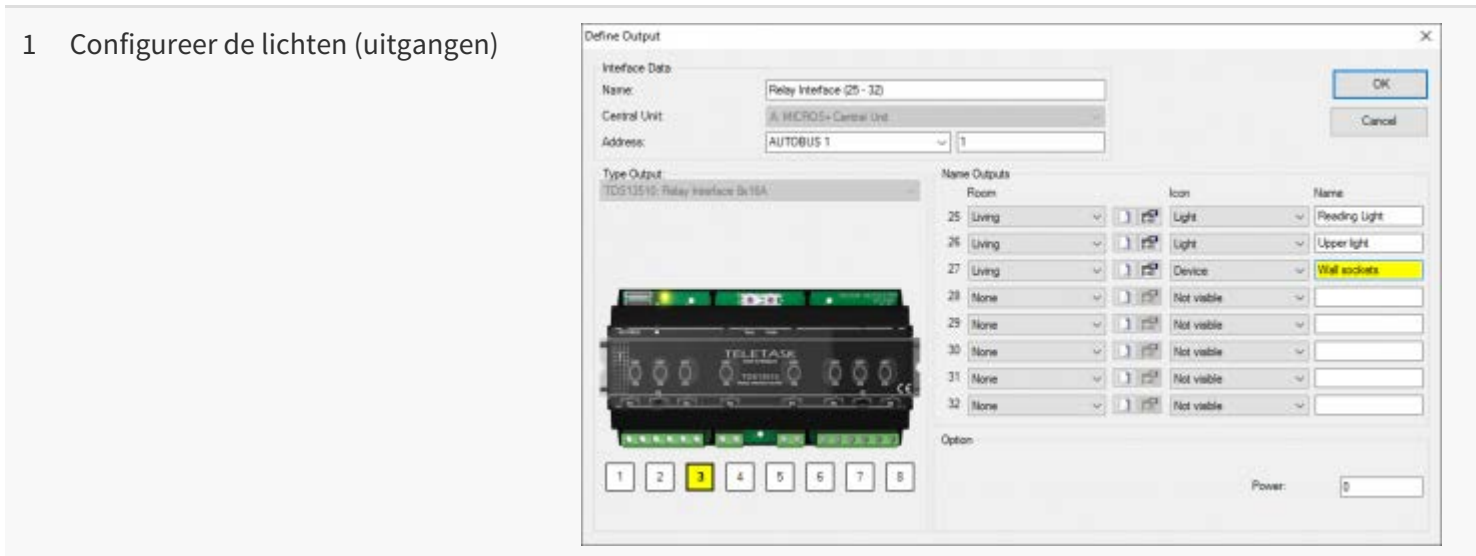 1 Configureer de lichten (uitgangen)
Define Output
Interface Data
Name: Relay Interface (25 - 32)
OK
Central Unit: A: MICROS+ Central Unit
Cancel
Address: AUTOBUS 1 1
Type Output
TDS13510: Relay Interface 8x16A
Name Outputs
Room Icon Name
25 Living Light Reading Light
26 Living Light Upper light
27 Living Device Wall sockets
28 None Not visible
29 None Not visible
30 None Not visible
31 None Not visible
32 None Not visible
TELETASK
CE
1 2 3 4 5 6 7 8
Option
Power: 0